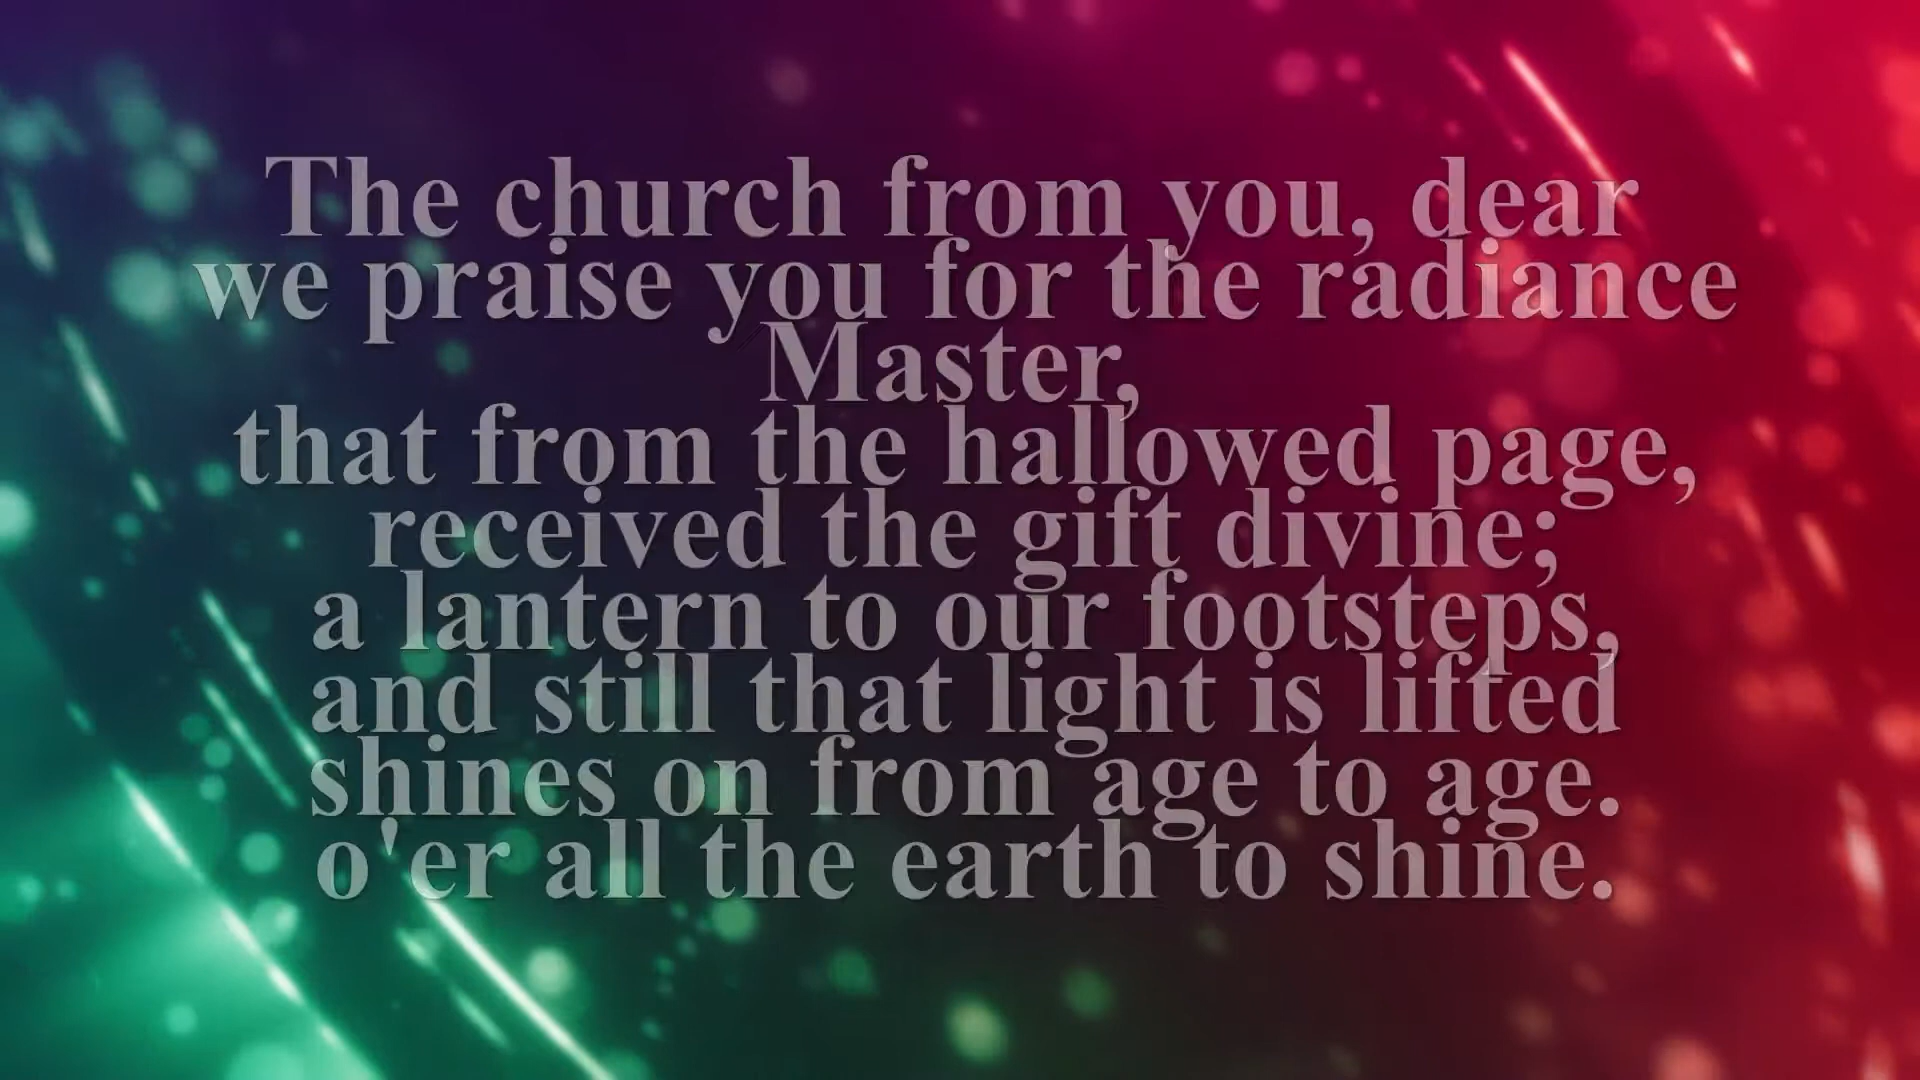 The church from you, dear
we praise you for the radiance
Master,
that from the hallowed page,
received the gift divine;
a lantern to our footsteps,
and still that light is lifted
shines on from age to age.
o'er all the earth to shine.